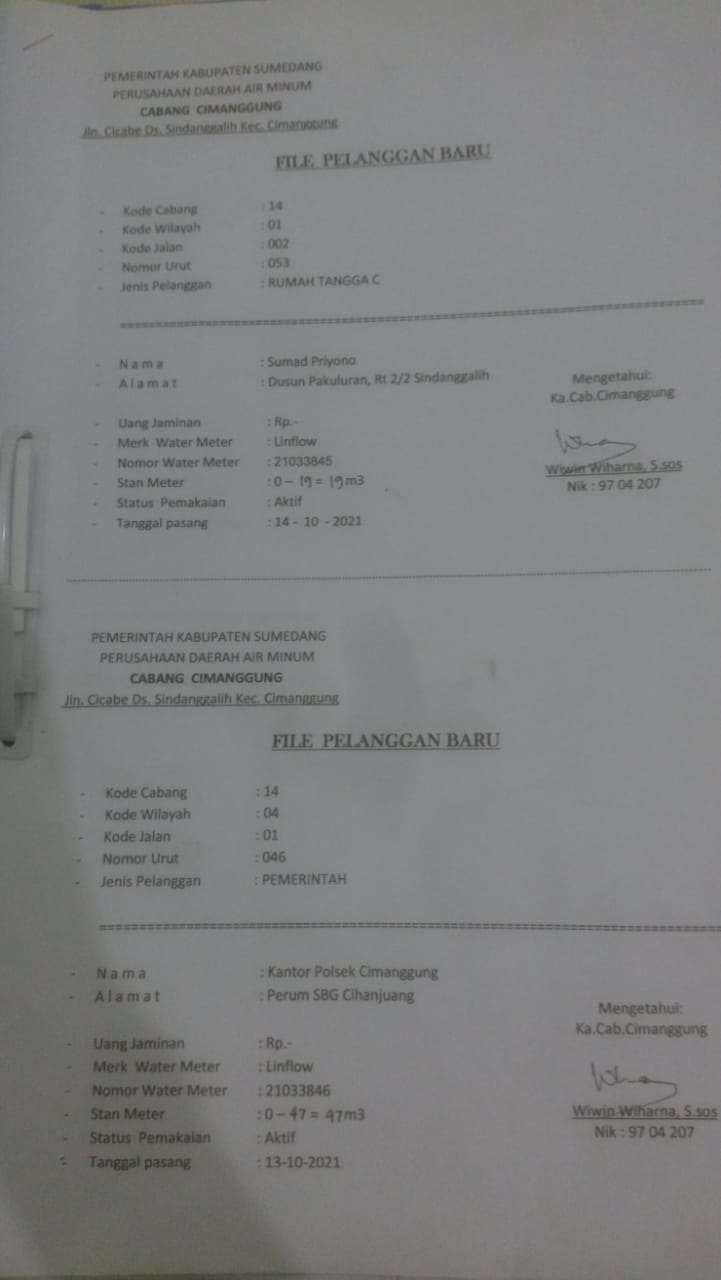 PEMERINTAH KABUPATEN SUMEDANG
PERUSAHAAN DAERAH AIR MINUM
CABANG CIMANGGUNG
Jln. Cicabe Ds. Sindanggalih Kec. Cimanggung
FILE PELANGGAN BARU
- Kode Cabang : 14
- Kode Wilayah : 01
- Kode Jalan : 002
- Nomor Urut : 053
- Jenis Pelanggan : RUMAH TANGGA C
- N a m a : Sumad Priyono
- A l a m a t : Dusun Pakuluran, Rt 2/2 Sindanggalih
- Uang Jaminan : Rp.-
- Merk Water Meter : Linflow
- Nomor Water Meter : 21033845
- Stan Meter : 0 – 19 = 19 m3
- Status Pemakaian : Aktif
- Tanggal pasang : 14 - 10 - 2021
Mengetahui:
Ka.Cab.Cimanggung
Wiwin Wiharna, S.sos
Nik : 97 04 207
PEMERINTAH KABUPATEN SUMEDANG
PERUSAHAAN DAERAH AIR MINUM
CABANG CIMANGGUNG
Jln. Cicabe Ds. Sindanggalih Kec. Cimanggung
FILE PELANGGAN BARU
- Kode Cabang : 14
- Kode Wilayah : 04
- Kode Jalan : 01
- Nomor Urut : 046
- Jenis Pelanggan : PEMERINTAH
- N a m a : Kantor Polsek Cimanggung
- A l a m a t : Perum SBG Cihanjuang
- Uang Jaminan : Rp.-
- Merk Water Meter : Linflow
- Nomor Water Meter : 21033846
- Stan Meter : 0 – 47 = 47 m3
- Status Pemakaian : Aktif
- Tanggal pasang : 13-10-2021
Mengetahui:
Ka.Cab.Cimanggung
Wiwin Wiharna, S.sos
Nik : 97 04 207